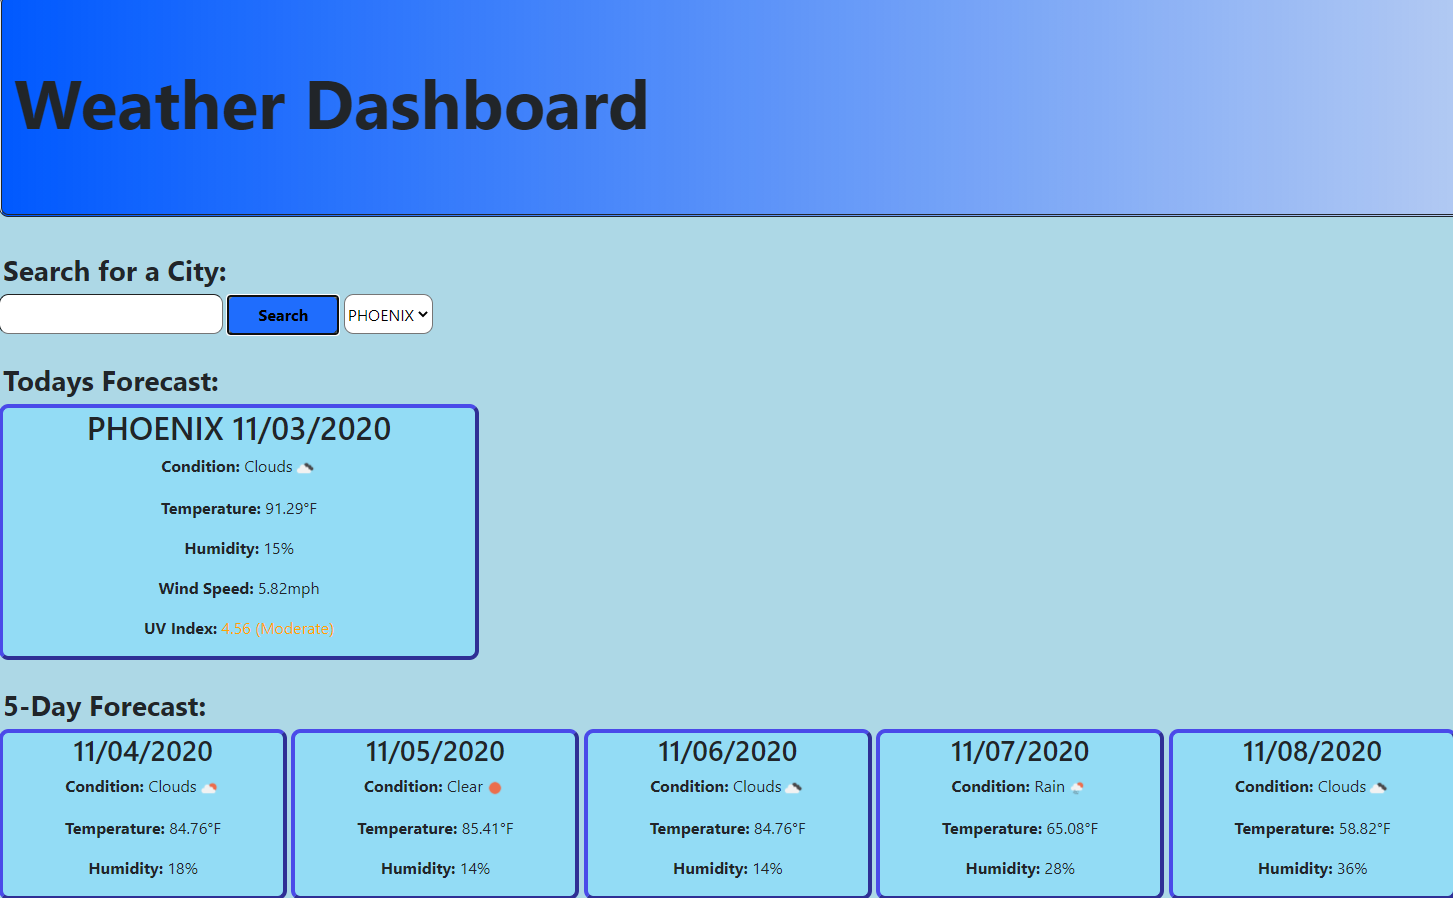 Weather Dashboard
Search for a City:
Search PHOENIX
Todays Forecast:
PHOENIX 11/03/2020
Condition: Clouds
Temperature: 91.29°F
Humidity: 15%
Wind Speed: 5.82mph
UV Index: 4.56 (Moderate)
5-Day Forecast:
11/04/2020
Condition: Clouds
Temperature: 84.76°F
Humidity: 18%
11/05/2020
Condition: Clear
Temperature: 85.41°F
Humidity: 14%
11/06/2020
Condition: Clouds
Temperature: 84.76°F
Humidity: 14%
11/07/2020
Condition: Rain
Temperature: 65.08°F
Humidity: 28%
11/08/2020
Condition: Clouds
Temperature: 58.82°F
Humidity: 36%